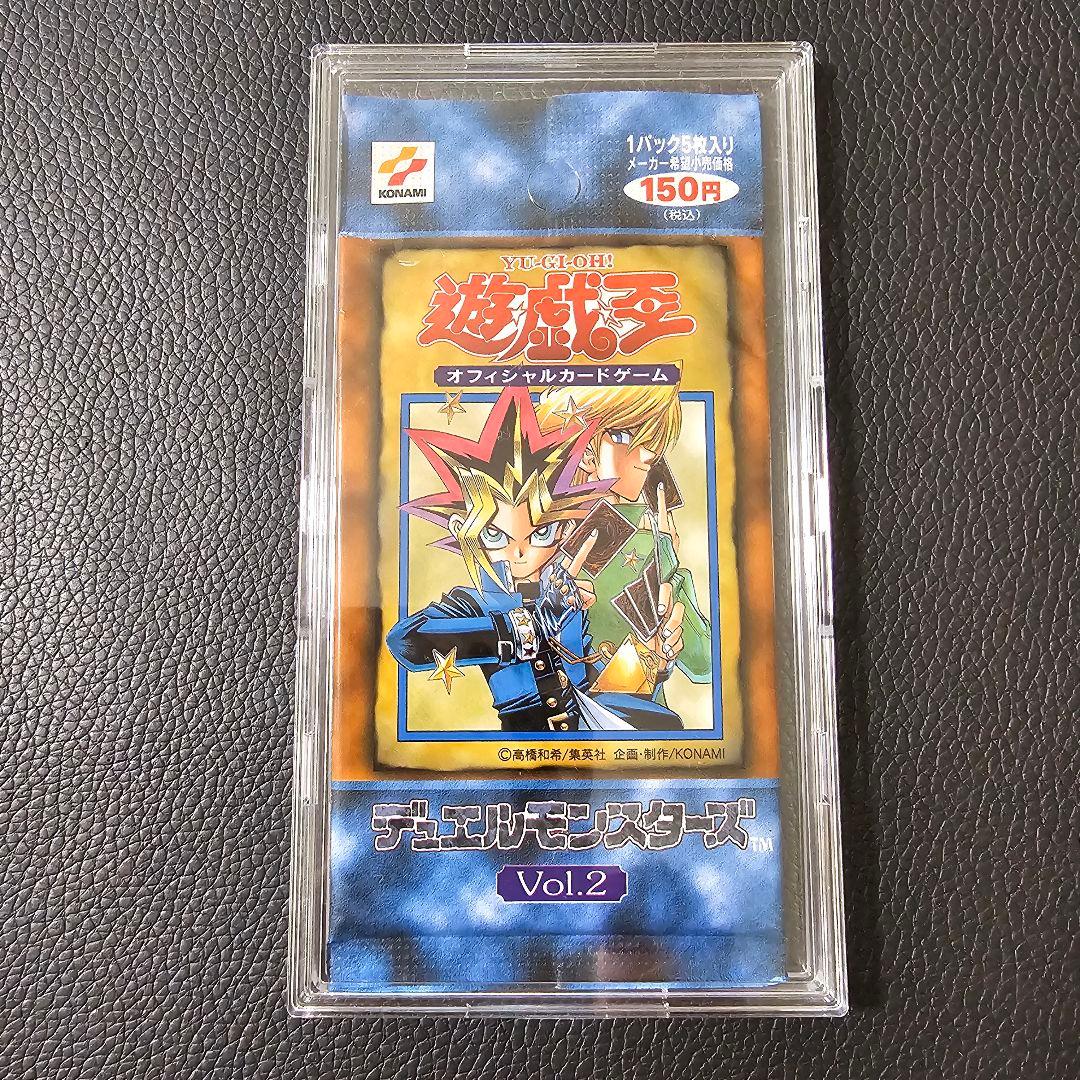 KONAMI
1パック5枚入り
メーカー希望小売価格
150円
(税込)
YU-GI-OH!
遊戯王
オフィシャルカードゲーム
©高橋和希/集英社 企画・制作/KONAMI
デュエルモンスターズ™
Vol.2